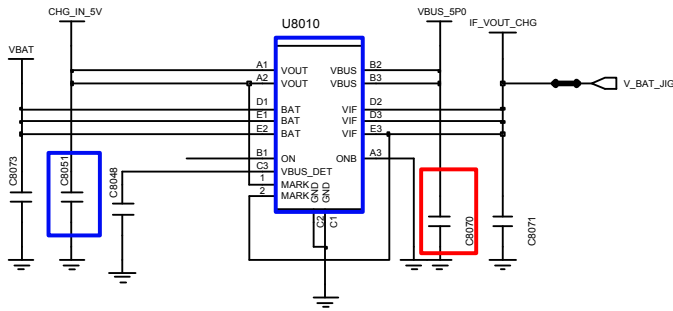 CHG_IN_5V
VBUS_5P0
IF_VOUT_CHG
VBAT
U8010
V_BAT_JIG
A1 VOUT VBUS B2
A2 VOUT VBUS B3
D1 BAT VIF D2
E1 BAT VIF D3
E2 BAT VIF E3
B1 ON ONB A3
C3 VBUS_DET
1 MARK
2 MARK
GND GND
C2 C1
C8073
C8051
C8048
C8070
C8071